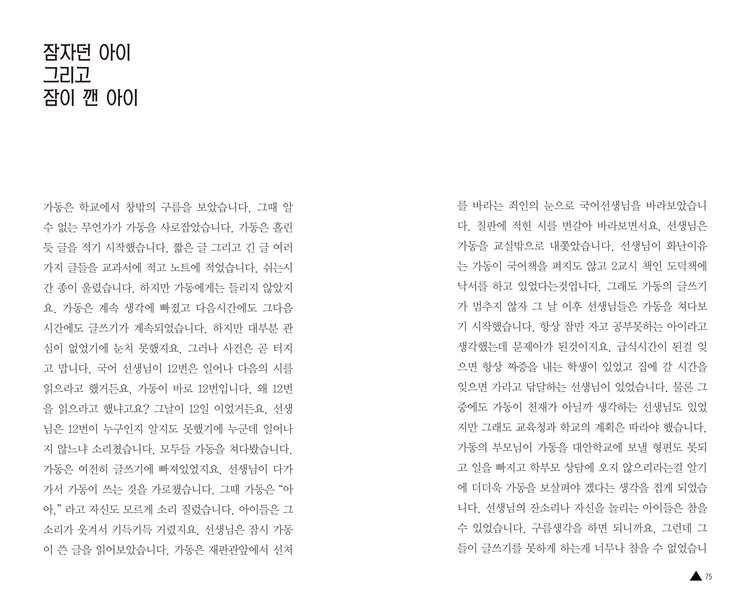 잠자던 아이
그리고
잠이 깬 아이
가동은 학교에서 창밖의 구름을 보았습니다. 그때 알
수 없는 무언가가 가동을 사로잡았습니다. 가동은 홀린
듯 글을 적기 시작했습니다. 짧은 글 그리고 긴 글 여러
가지 글들을 교과서에 적고 노트에 적었습니다. 쉬는시
간 종이 울렸습니다. 하지만 가동에게는 들리지 않았지
요. 가동은 계속 생각에 빠졌고 다음시간에도 그다음
시간에도 글쓰기가 계속되었습니다. 하지만 대부분 관
심이 없었기에 눈치 못했지요. 그러나 사건은 곧 터지
고 맙니다. 국어 선생님이 12번은 일어나 다음의 시를
읽으라고 했거든요. 가동이 바로 12번입니다. 왜 12번
을 읽으라고 했냐고요? 그날이 12일 이었거든요. 선생
님은 12번이 누구인지 알지도 못했기에 누군데 일어나
지 않느냐 소리쳤습니다. 모두들 가동을 쳐다봤습니다.
가동은 여전히 글쓰기에 빠져있었지요. 선생님이 다가
가서 가동이 쓰는 것을 가로챘습니다. 그때 가동은 “아
아.” 라고 자신도 모르게 소리 질렀습니다. 아이들은 그
소리가 웃겨서 키득키득 거렸지요. 선생님은 잠시 가동
이 쓴 글을 읽어보았습니다. 가동은 재판관앞에서 선처
를 바라는 죄인의 눈으로 국어선생님을 바라보았습니
다. 칠판에 적힌 시를 번갈아 바라보면서요. 선생님은
가동을 교실밖으로 내쫓았습니다. 선생님이 화난이유
는 가동이 국어책을 펴지도 않고 2교시 책인 도덕책에
낙서를 하고 있었다는것입니다. 그래도 가동의 글쓰기
가 멈추지 않자 그 날 이후 선생님들은 가동을 쳐다보
기 시작했습니다. 항상 잠만 자고 공부못하는 아이라고
생각했는데 문제아가 된것이지요. 급식시간이 된걸 잊
으면 항상 짜증을 내는 학생이 있었고 집에 갈 시간을
잊으면 가라고 닦달하는 선생님이 있었습니다. 물론 그
중에도 가동이 천재가 아닐까 생각하는 선생님도 있었
지만 그래도 교육청과 학교의 계획은 따라야 했습니다.
가동의 부모님이 가동을 대안학교에 보낼 형편도 못되
고 일을 빠지고 학부모 상담에 오지 않으리라는걸 알기
에 더더욱 가동을 보살펴야 겠다는 생각을 접게 되었습
니다. 선생님의 잔소리나 자신을 놀리는 아이들은 참을
수 있었습니다. 구름생각을 하면 되니까요. 그런데 그
들이 글쓰기를 못하게 하는게 너무나 참을 수 없었습니
▲ 75